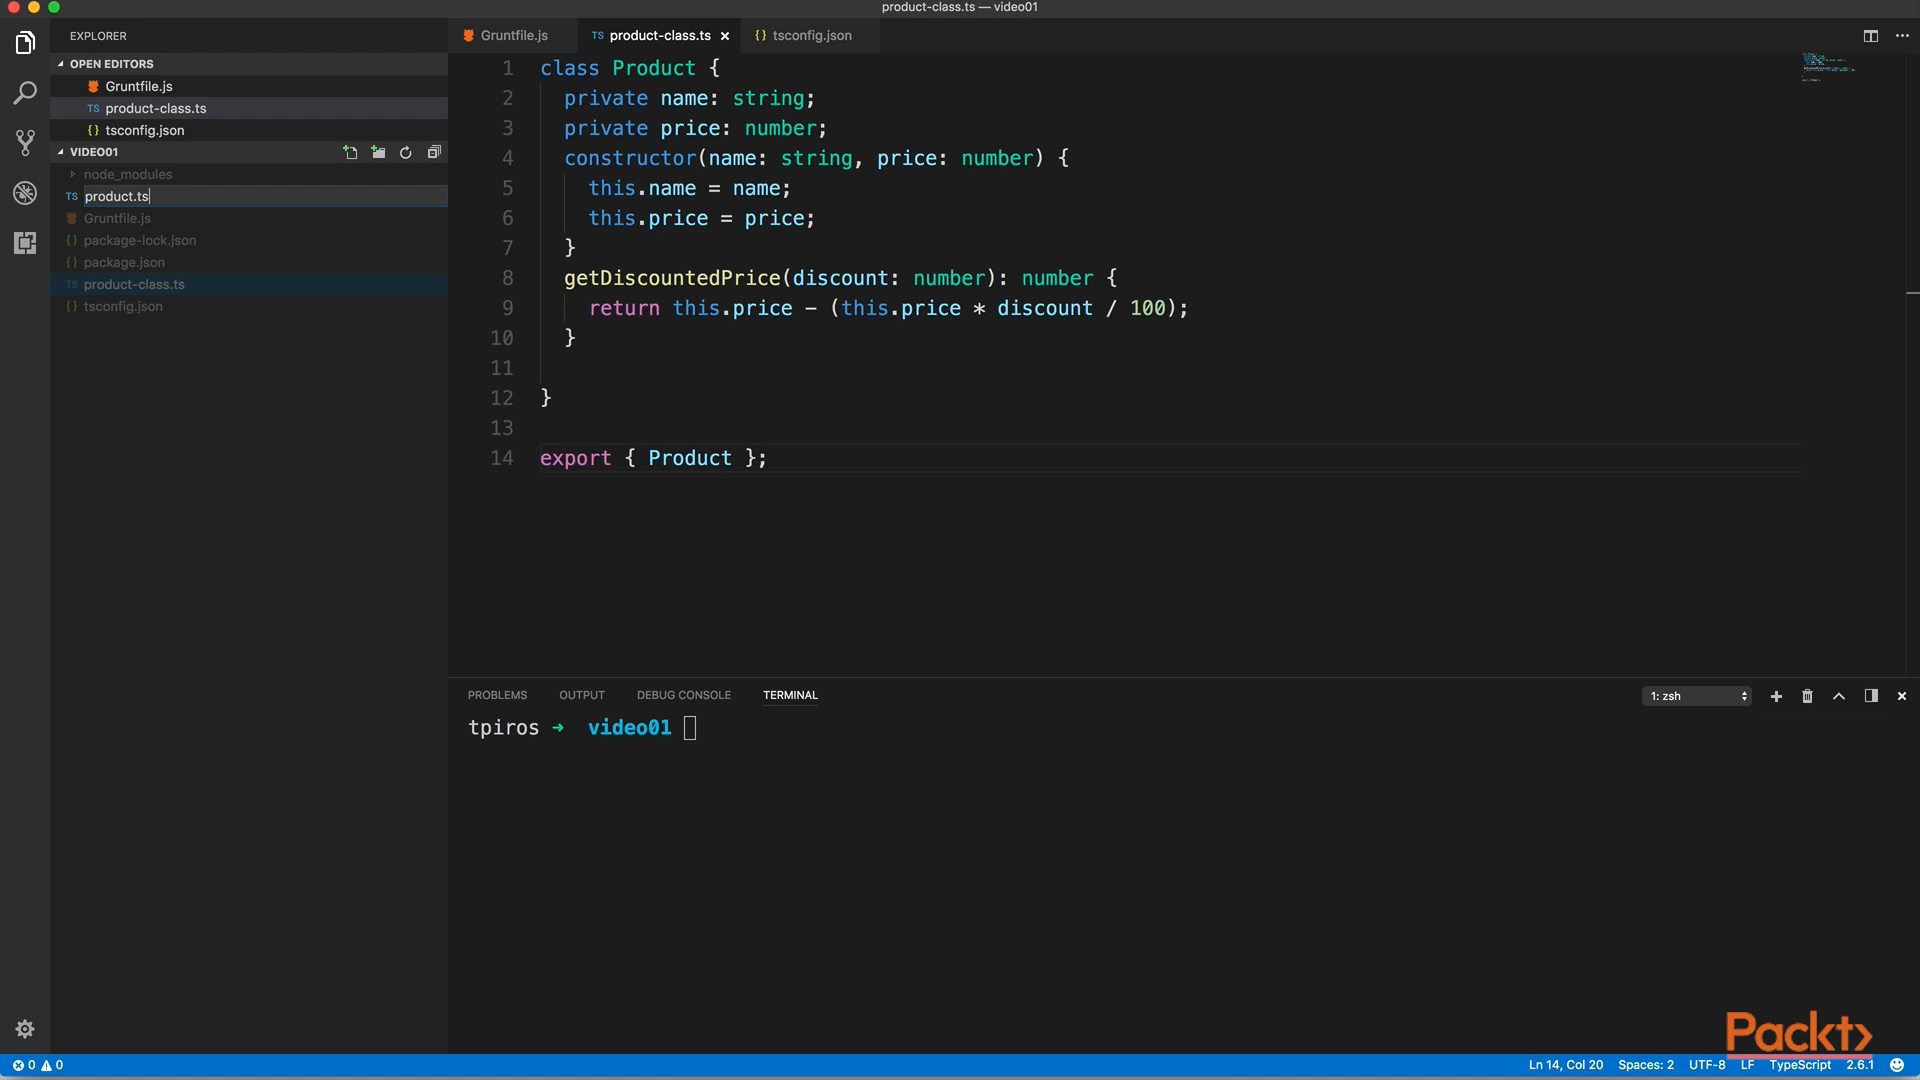 product-class.ts — video01
EXPLORER
OPEN EDITORS
Gruntfile.js
TS product-class.ts
{} tsconfig.json
VIDEO01
node_modules
TS product.ts
Gruntfile.js
{} package-lock.json
{} package.json
TS product-class.ts
{} tsconfig.json
Gruntfile.js
TS product-class.ts ×
{} tsconfig.json
1 class Product {
2 private name: string;
3 private price: number;
4 constructor(name: string, price: number) {
5 this.name = name;
6 this.price = price;
7 }
8 getDiscountedPrice(discount: number): number {
9 return this.price - (this.price * discount / 100);
10 }
11
12 }
13
14 export { Product };
PROBLEMS OUTPUT DEBUG CONSOLE TERMINAL
1: zsh
tpiros ➜ video01
Packt>
0 0
Ln 14, Col 20 Spaces: 2 UTF-8 LF TypeScript 2.6.1